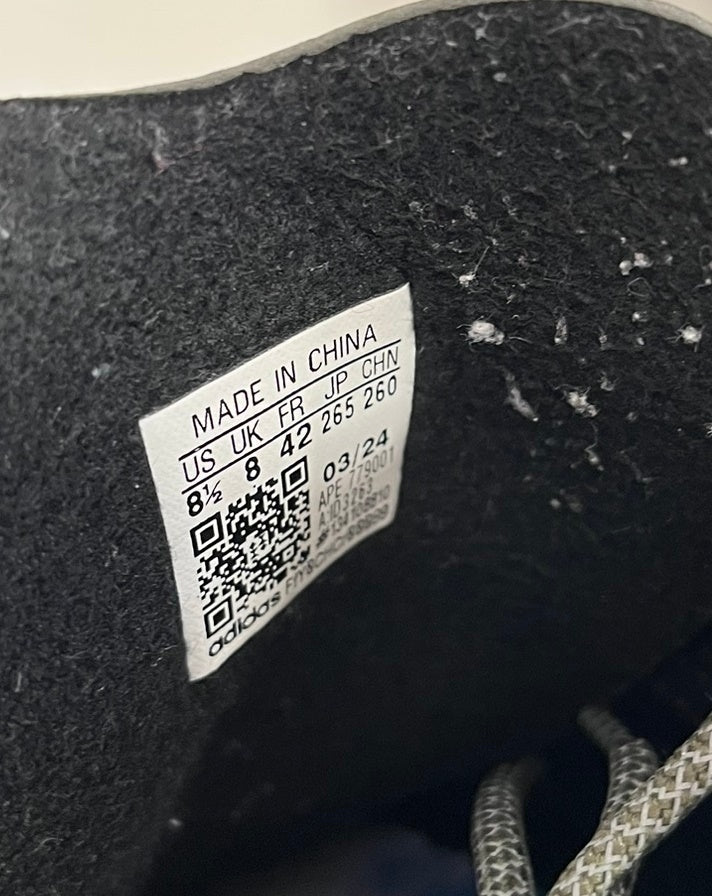 MADE IN CHINA
US UK FR JP CHN
8½ 8 42 265 260
03/24
APE 779001
adidas